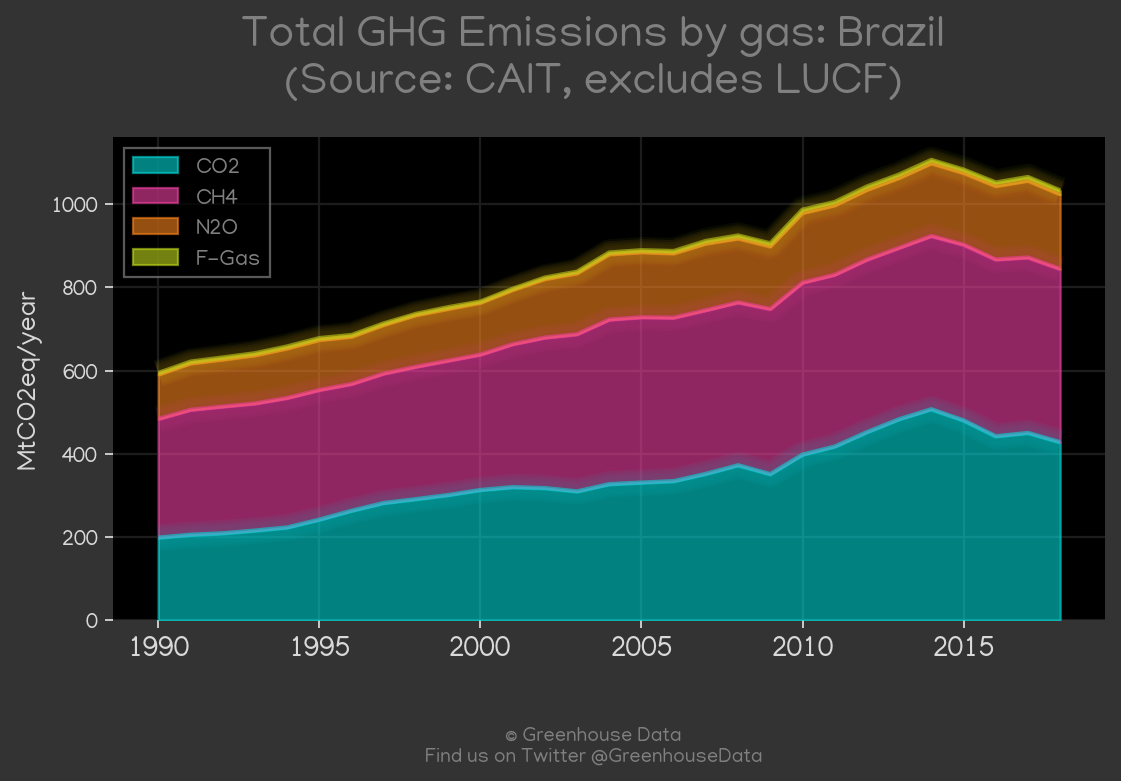 Total GHG Emissions by gas: Brazil
(Source: CAIT, excludes LUCF)
CO2
CH4
N2O
F-Gas
MtCO2eq/year
1000
800
600
400
200
0
1990 1995 2000 2005 2010 2015
© Greenhouse Data
Find us on Twitter @GreenhouseData